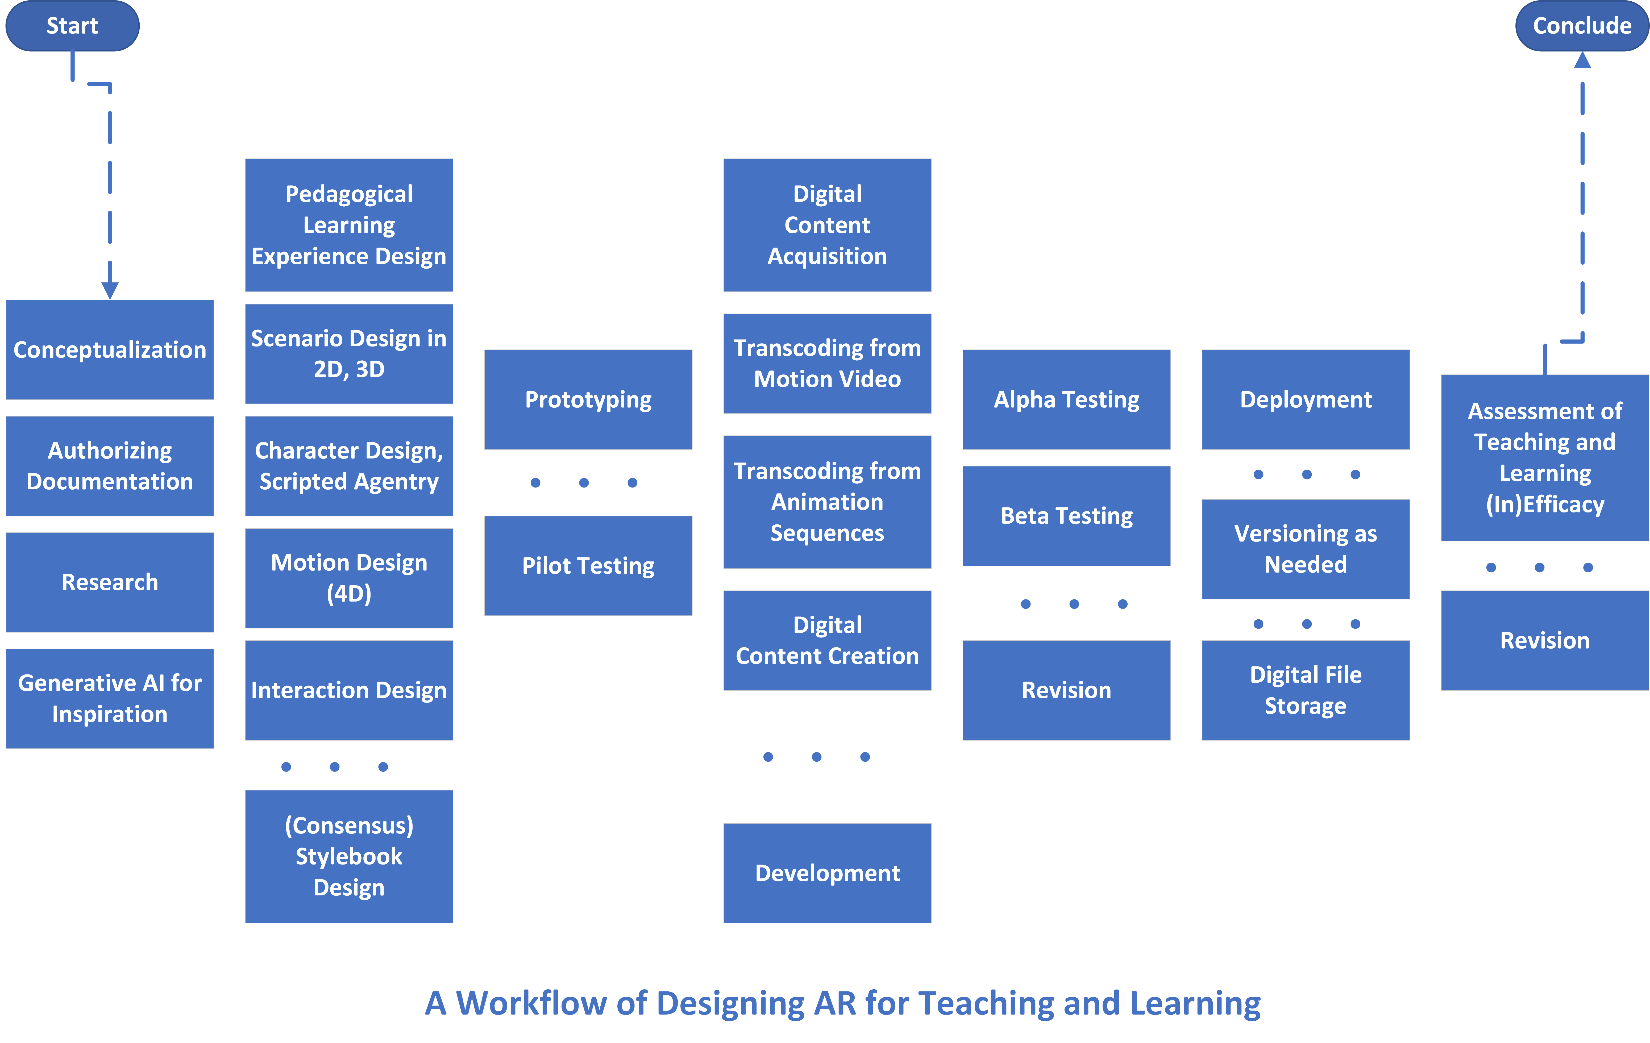 Start
Conclude
Conceptualization
Authorizing
Documentation
Research
Generative AI for
Inspiration
Pedagogical
Learning
Experience Design
Scenario Design in
2D, 3D
Character Design,
Scripted Agentry
Motion Design
(4D)
Interaction Design
(Consensus)
Stylebook
Design
Prototyping
Pilot Testing
Digital
Content
Acquisition
Transcoding from
Motion Video
Transcoding from
Animation
Sequences
Digital
Content Creation
Development
Alpha Testing
Beta Testing
Revision
Deployment
Versioning as
Needed
Digital File
Storage
Assessment of
Teaching and
Learning
(In)Efficacy
Revision
A Workflow of Designing AR for Teaching and Learning